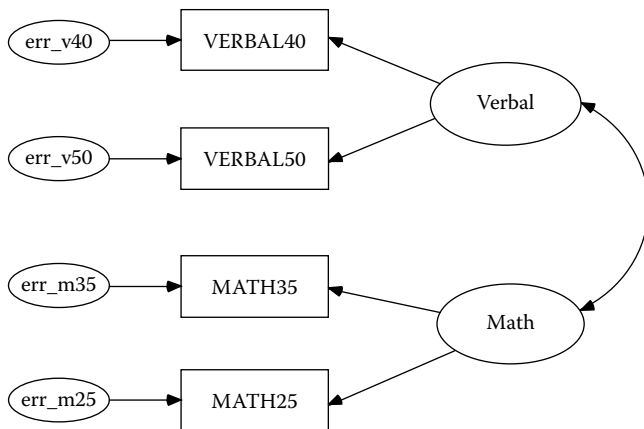 err_v40
VERBAL40
Verbal
err_v50
VERBAL50
err_m35
MATH35
Math
err_m25
MATH25